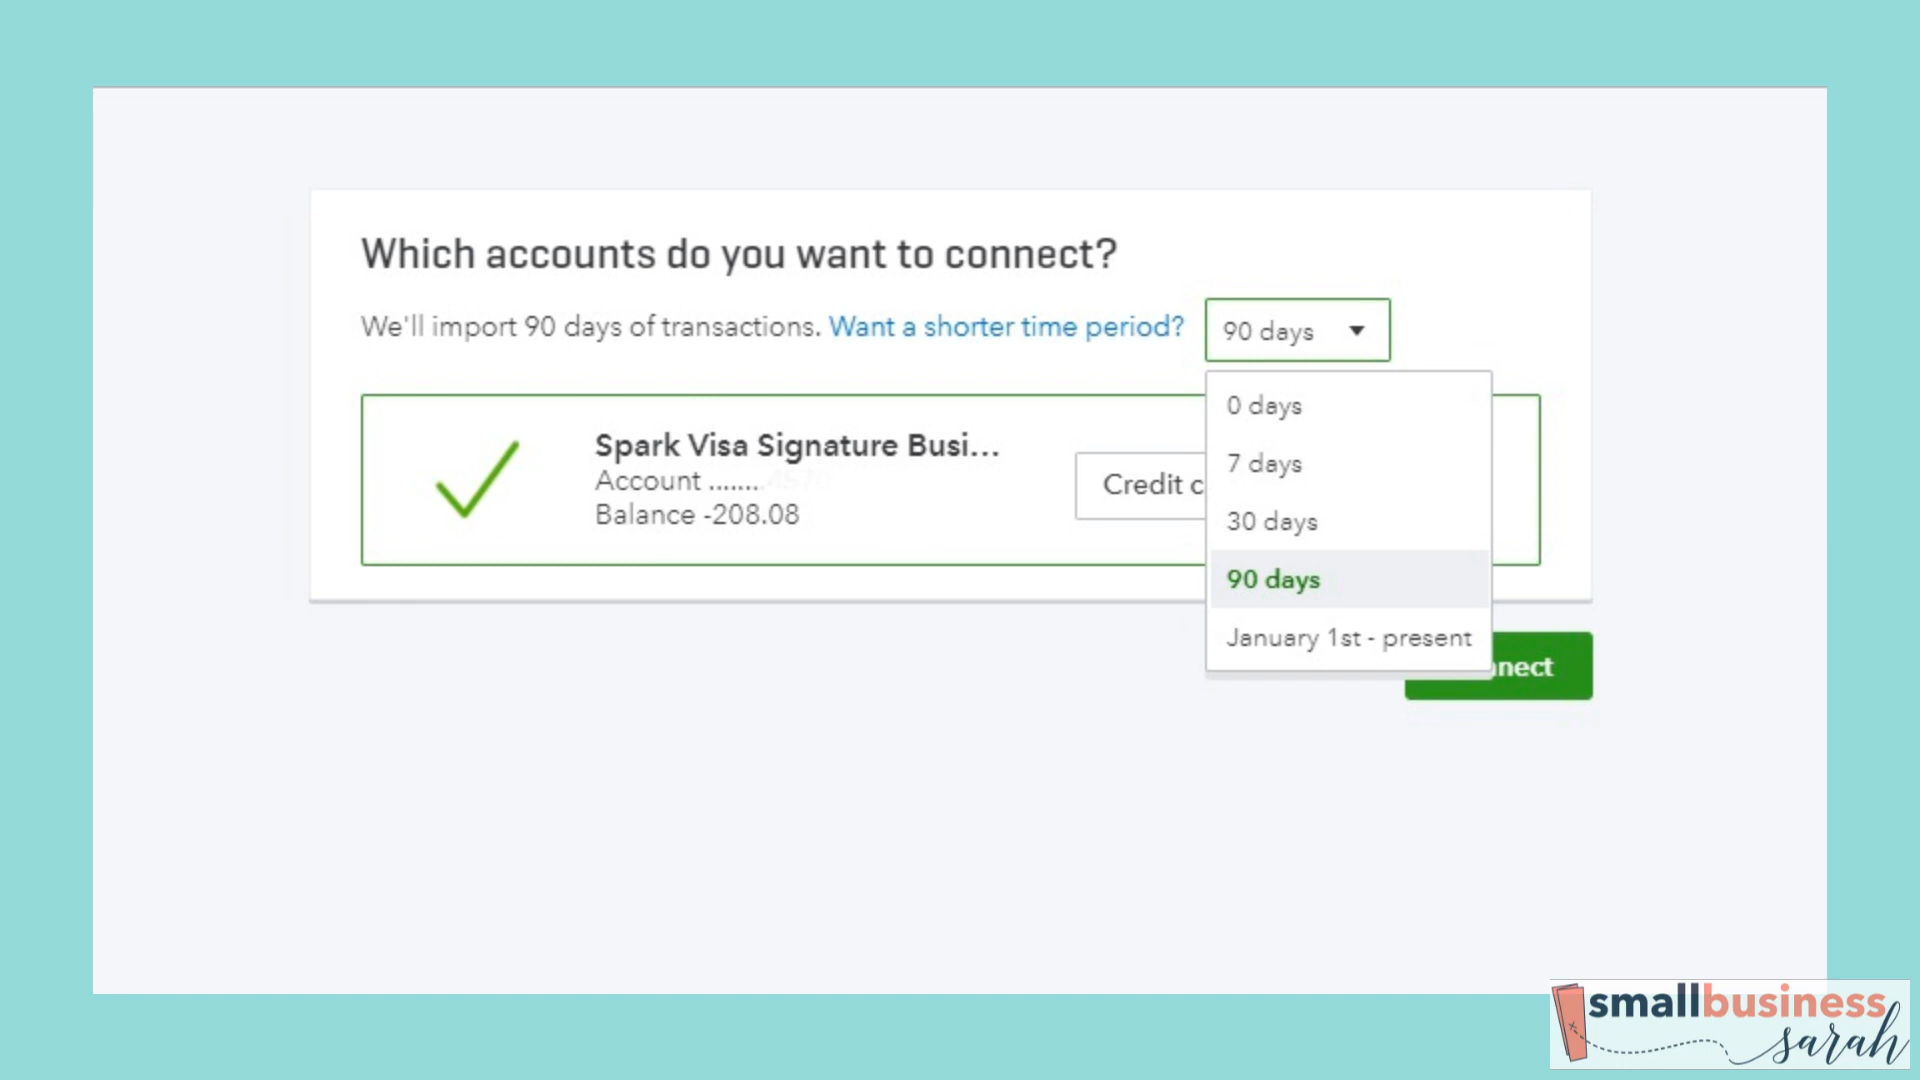 Which accounts do you want to connect?
We'll import 90 days of transactions. Want a shorter time period?
90 days
0 days
7 days
30 days
90 days
January 1st - present
Spark Visa Signature Busi...
Account .......
Balance -208.08
Credit c
nnect
smallbusiness
sarah